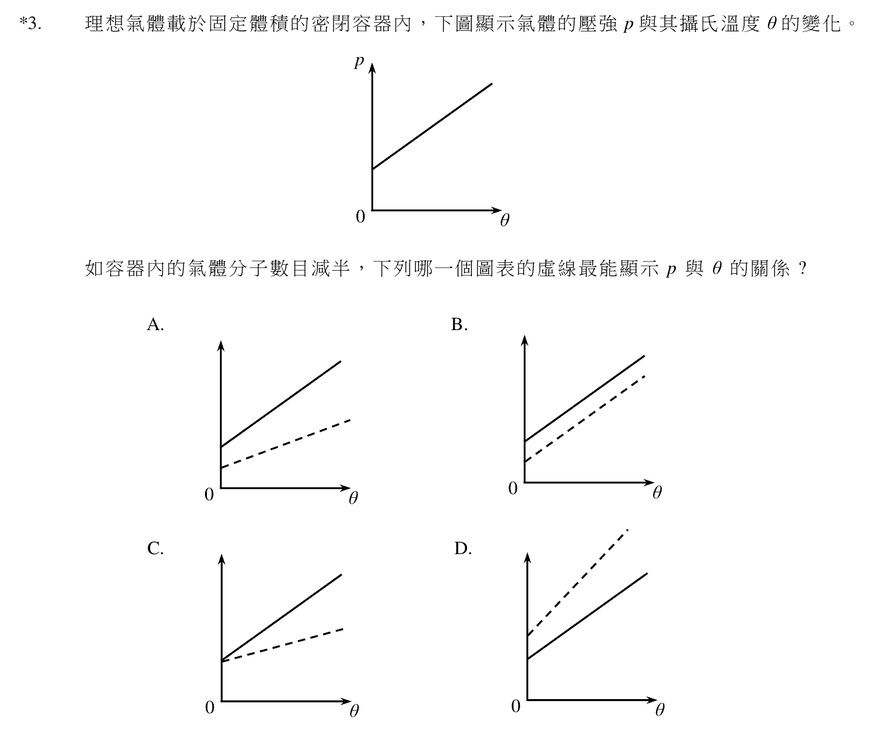 *3. 理想氣體載於固定體積的密閉容器內，下圖顯示氣體的壓強 p 與其攝氏溫度 θ 的變化。
p
0 θ
如容器內的氣體分子數目減半，下列哪一個圖表的虛線最能顯示 p 與 θ 的關係？
A. B.
0 θ 0 θ
C. D.
0 θ 0 θ